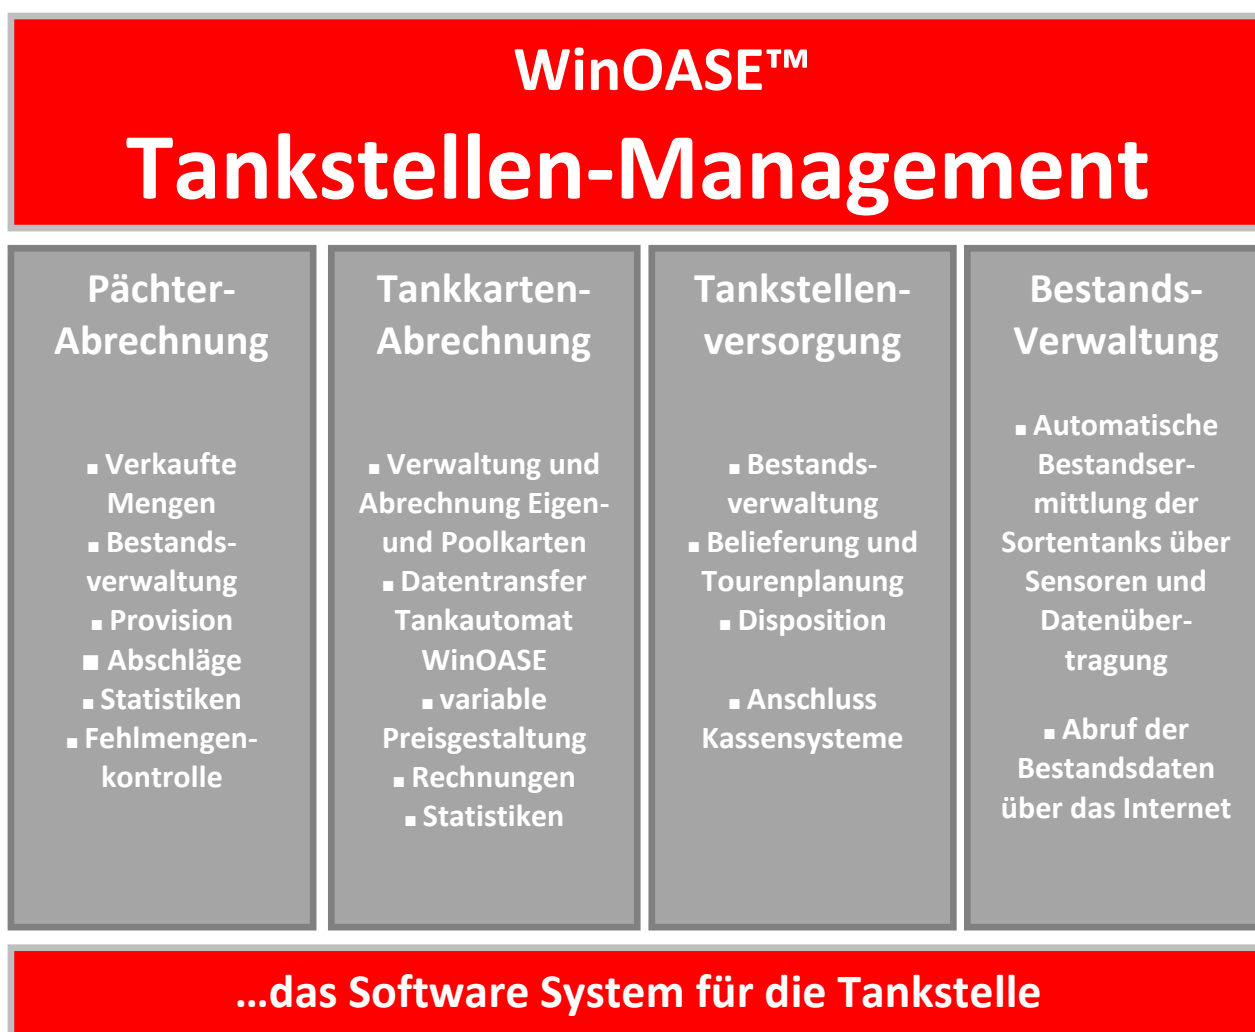 WinOASE™
Tankstellen-Management
Pächter-
Abrechnung
■ Verkaufte
Mengen
■ Bestands-
verwaltung
■ Provision
■ Abschläge
■ Statistiken
■ Fehlmengen-
kontrolle
Tankkarten-
Abrechnung
■ Verwaltung und
Abrechnung Eigen-
und Poolkarten
■ Datentransfer
Tankautomat
WinOASE
■ variable
Preisgestaltung
■ Rechnungen
■ Statistiken
Tankstellen-
versorgung
■ Bestands-
verwaltung
■ Belieferung und
Tourenplanung
■ Disposition
■ Anschluss
Kassensysteme
Bestands-
Verwaltung
■ Automatische
Bestandser-
mittlung der
Sortentanks über
Sensoren und
Datenüber-
tragung
■ Abruf der
Bestandsdaten
über das Internet
...das Software System für die Tankstelle